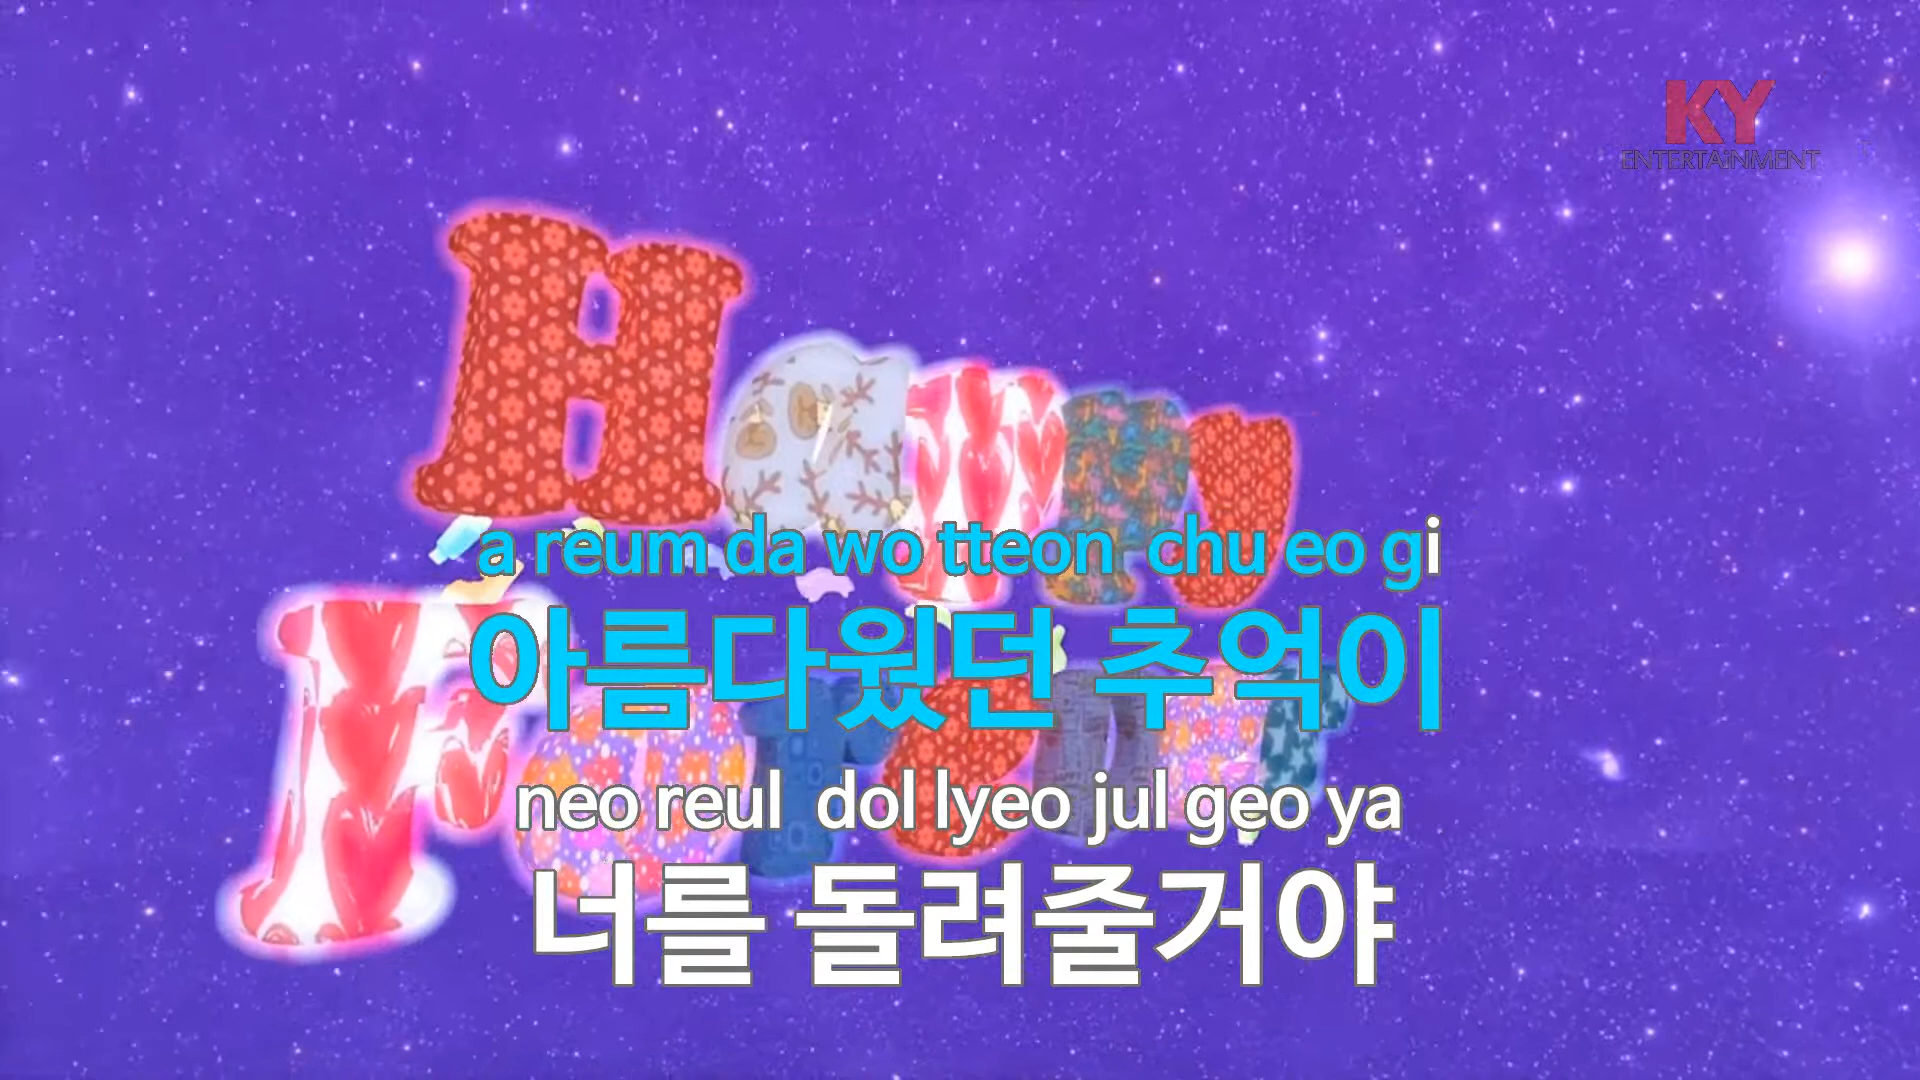 KY
ENTERTAINMENT
Happy
a reum da wo tteon chu eo gi
아름다웠던 추억이
neo reul dol lyeo jul geo ya
너를 돌려줄거야